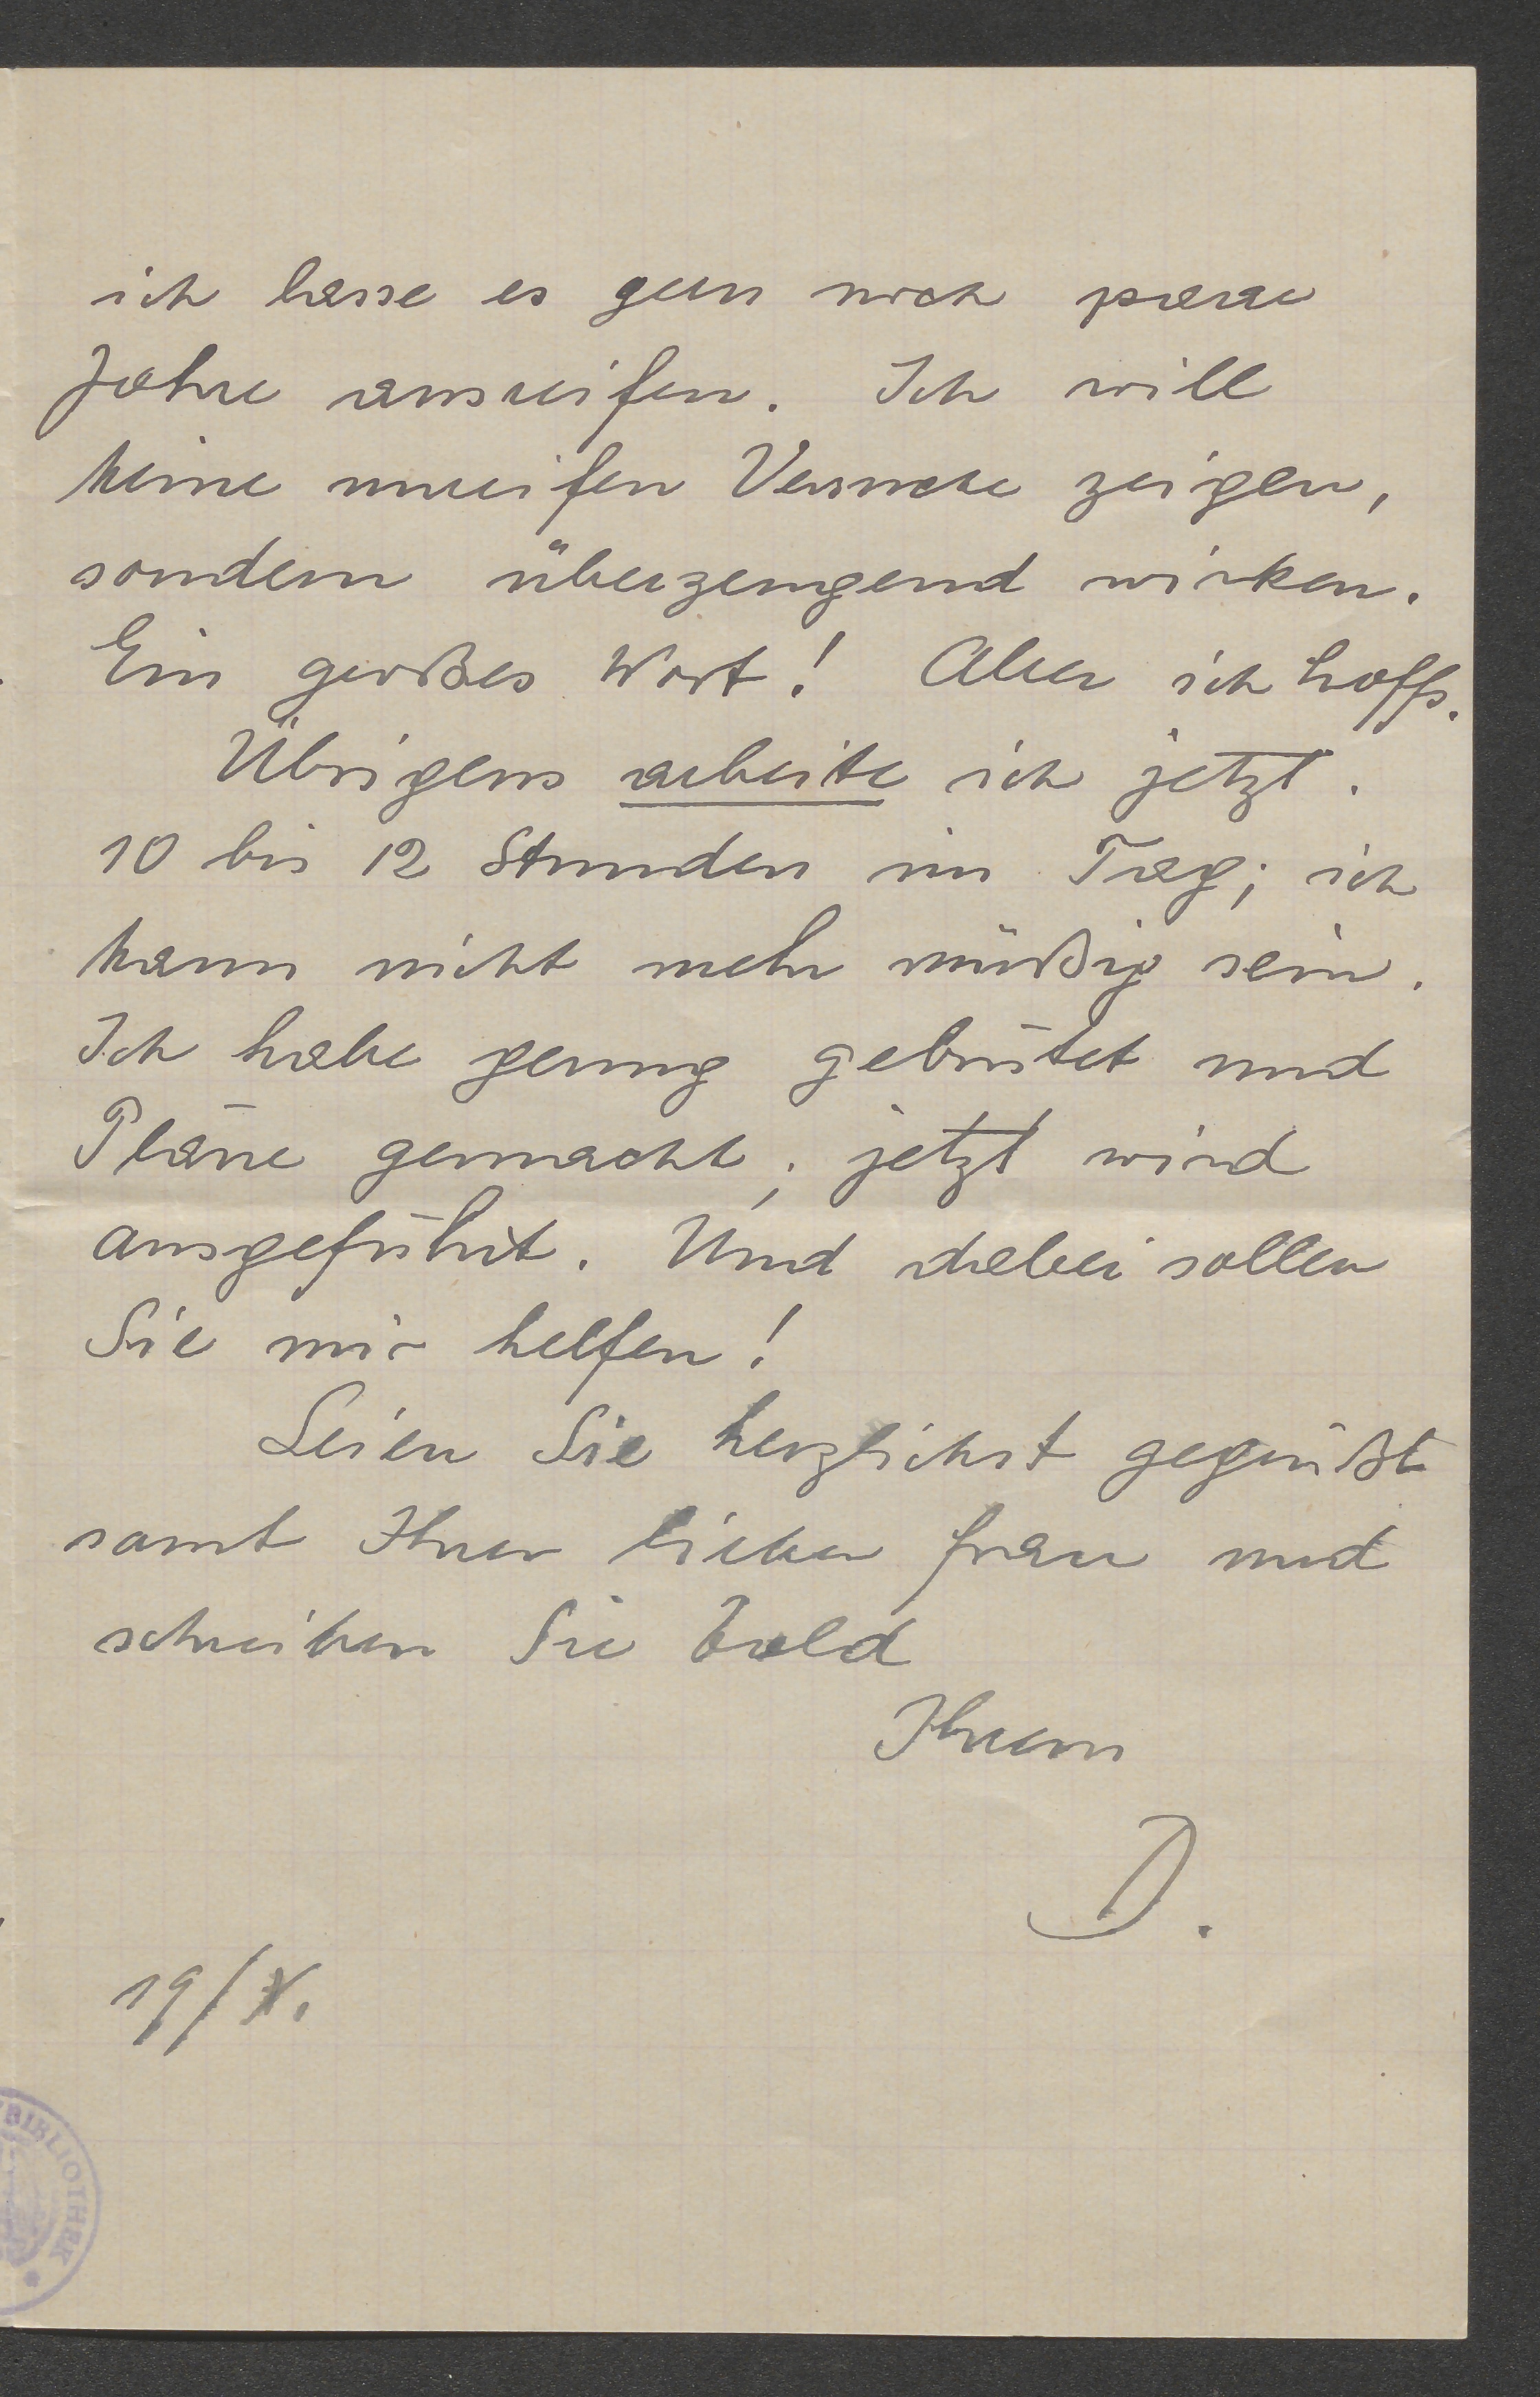 ich lasse es gern noch paar
Jahre ausreifen. Ich will
keine unreifen Versuche zeigen,
sondern überzeugend wirken.
Ein großes Wort! Aber ich hoffs.
Übrigens arbeite ich jetzt.
10 bis 12 Stunden im Tag; ich
kann nicht mehr müßig sein.
Ich habe genug gebrütet und
Pläne gemacht; jetzt wird
ausgeführt. Und dabei sollen
Sie mir helfen!
Seien Sie herzlichst gegrüßt
samt Ihrer lieben Frau und
schreiben Sie bald
Ihrem
D.
19/X.
BIBLIOTHEK